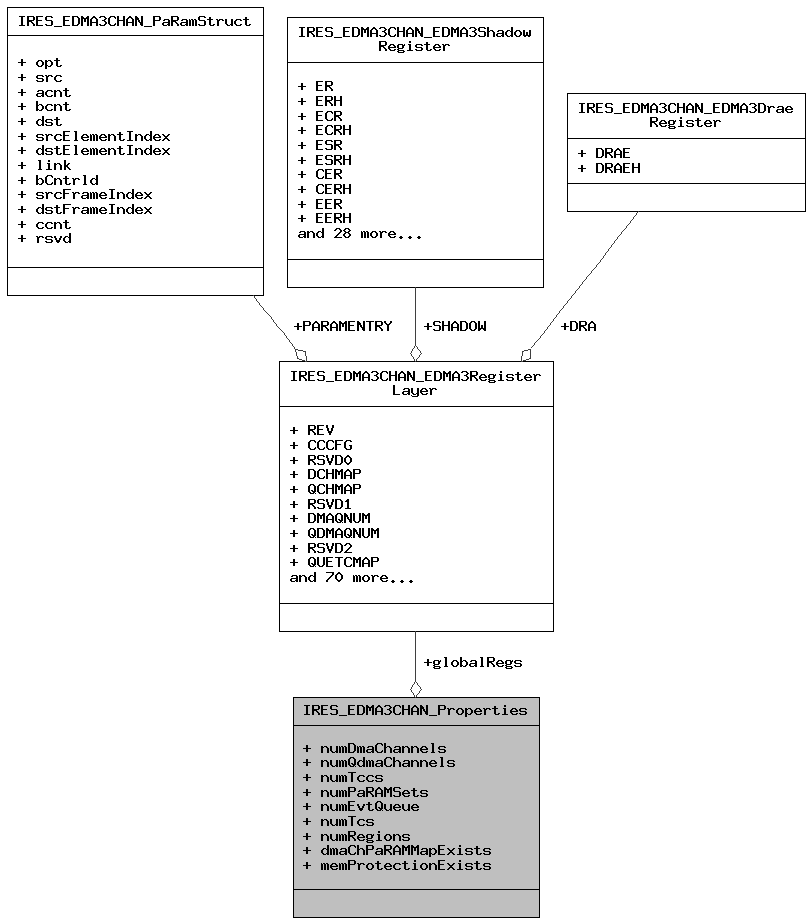 IRES_EDMA3CHAN_PaRamStruct
+ opt
+ src
+ acnt
+ bcnt
+ dst
+ srcElementIndex
+ dstElementIndex
+ link
+ bCntrld
+ srcFrameIndex
+ dstFrameIndex
+ ccnt
+ rsvd
IRES_EDMA3CHAN_EDMA3Shadow
Register
+ ER
+ ERH
+ ECR
+ ECRH
+ ESR
+ ESRH
+ CER
+ CERH
+ EER
+ EERH
and 28 more...
IRES_EDMA3CHAN_EDMA3Drae
Register
+ DRAE
+ DRAEH
+PARAMENTRY
+SHADOW
+DRA
IRES_EDMA3CHAN_EDMA3Register
Layer
+ REV
+ CCCFG
+ RSVD0
+ DCHMAP
+ QCHMAP
+ RSVD1
+ DMAQNUM
+ QDMAQNUM
+ RSVD2
+ QUETCMAP
and 70 more...
+globalRegs
IRES_EDMA3CHAN_Properties
+ numDmaChannels
+ numQdmaChannels
+ numTccs
+ numPaRAMSets
+ numEvtQueue
+ numTcs
+ numRegions
+ dmaChPaRAMMapExists
+ memProtectionExists